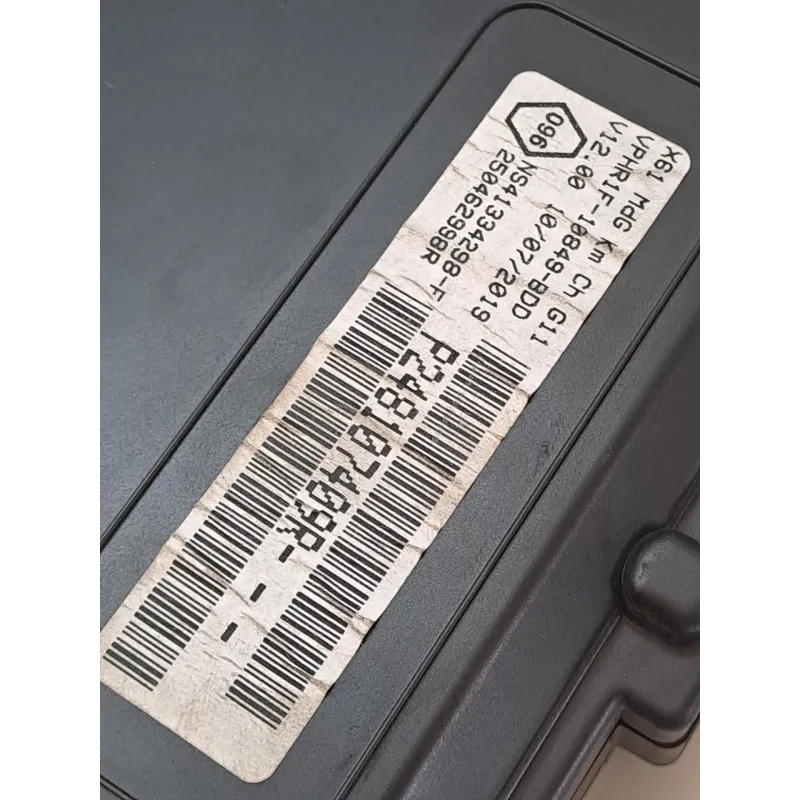 X61 MdG Km Ch G11
VPHR1F-10849-BDD
V12.00 10/07/2019
096
NS41334298-F
250462998R
P248107409R- - -